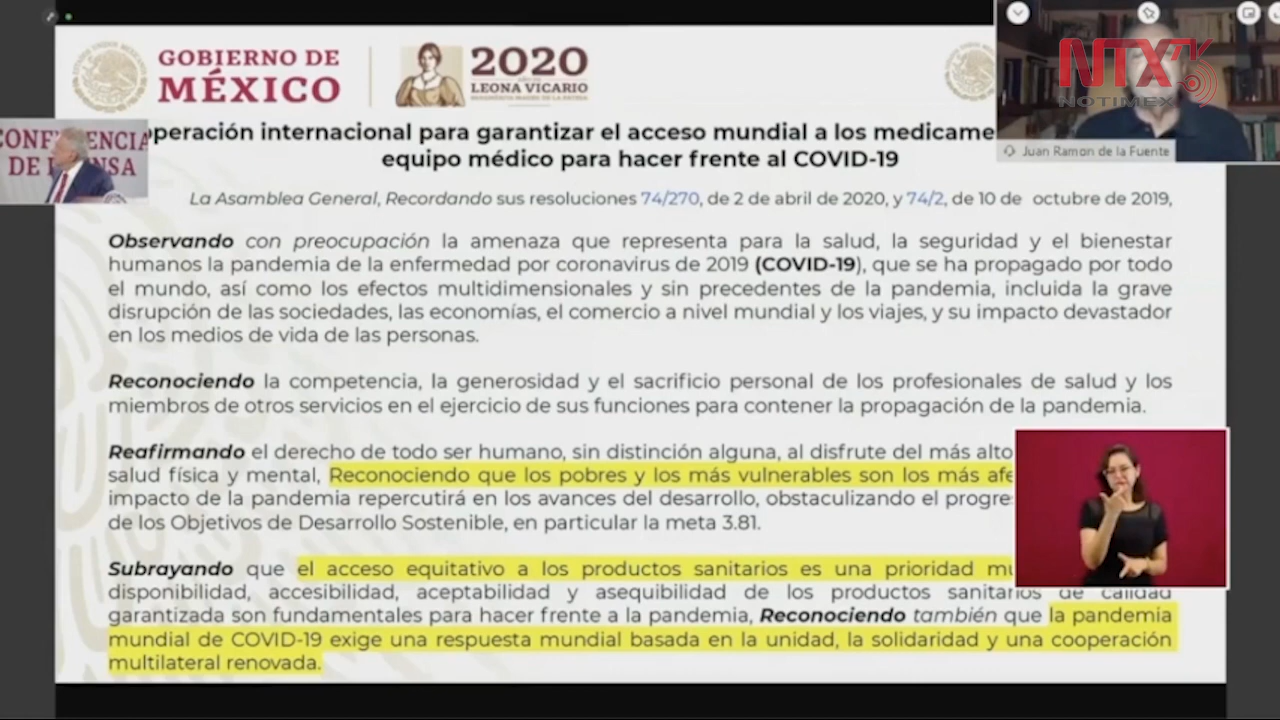 GOBIERNO DE
MÉXICO
2020
LEONA VICARIO
NTX
NOTIMEX
Juan Ramon de la Fuente
CONFERENCIA
DE PRENSA
operación internacional para garantizar el acceso mundial a los
equipo médico para hacer frente al COVID-19
La Asamblea General, Recordando sus resoluciones 74/270, de 2 de abril de 2020, y 74/2, de 10 de octubre de 2019,
Observando con preocupación la amenaza que representa para la salud, la seguridad y el bienestar
humanos la pandemia de la enfermedad por coronavirus de 2019 (COVID-19), que se ha propagado por todo
el mundo, así como los efectos multidimensionales y sin precedentes de la pandemia, incluida la grave
disrupción de las sociedades, las economías, el comercio a nivel mundial y los viajes, y su impacto devastador
en los medios de vida de las personas.
Reconociendo la competencia, la generosidad y el sacrificio personal de los profesionales de salud y los
miembros de otros servicios en el ejercicio de sus funciones para contener la propagación de la pandemia.
Reafirmando el derecho de todo ser humano, sin distinción alguna, al disfrute del más alto
salud física y mental, Reconociendo que los pobres y los más vulnerables son los más
impacto de la pandemia repercutirá en los avances del desarrollo, obstaculizando el
de los Objetivos de Desarrollo Sostenible, en particular la meta 3.81.
Subrayando que el acceso equitativo a los productos sanitarios es una prioridad
disponibilidad, accesibilidad, aceptabilidad y asequibilidad de los productos sanitarios de calidad
garantizada son fundamentales para hacer frente a la pandemia, Reconociendo también que la pandemia
mundial de COVID-19 exige una respuesta mundial basada en la unidad, la solidaridad y una cooperación
multilateral renovada.